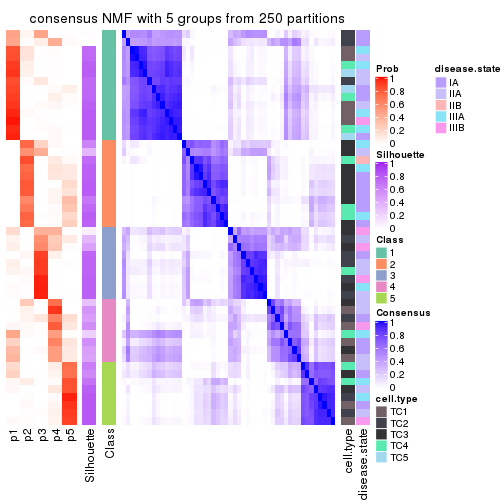 consensus NMF with 5 groups from 250 partitions
Prob
1
0.8
0.6
0.4
0.2
0
disease.state
IA
IIA
IIB
IIIA
IIIB
Silhouette
1
0.8
0.6
0.4
0.2
0
Class
1
2
3
4
5
Consensus
1
0.8
0.6
0.4
0.2
0
cell.type
TC1
TC2
TC3
TC4
TC5
p1
p2
p3
p4
p5
Silhouette
Class
cell.type
disease.state